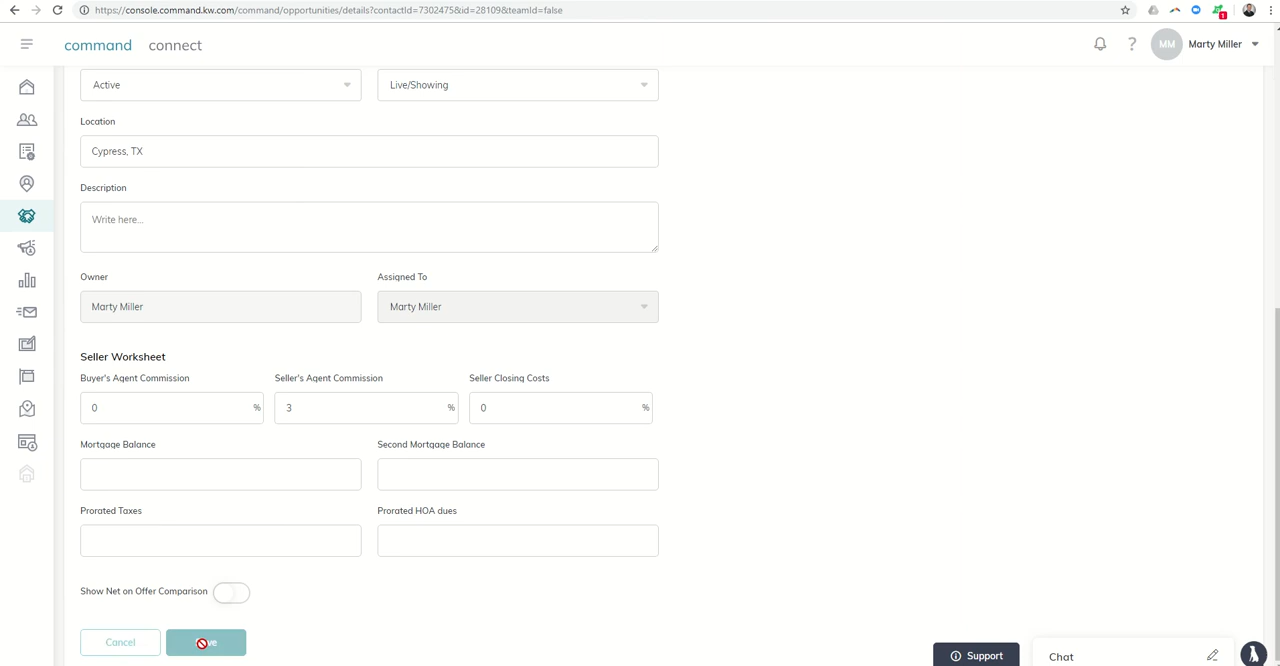 https://console.command.kw.com/command/opportunities/details?contactId=7302475&id=28109&teamId=false
1
command connect
? MM Marty Miller
Active Live/Showing
Location
Cypress, TX
Description
Write here...
Owner Assigned To
Marty Miller Marty Miller
Seller Worksheet
Buyer's Agent Commission Seller's Agent Commission Seller Closing Costs
0 % 3 % 0 %
Mortgage Balance Second Mortgage Balance
Prorated Taxes Prorated HOA dues
Show Net on Offer Comparison
Cancel
Support Chat